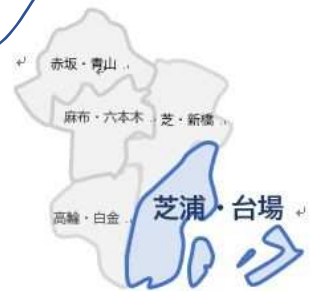 赤坂・青山
麻布・六本木
芝・新橋
高輪・白金
芝浦・台場